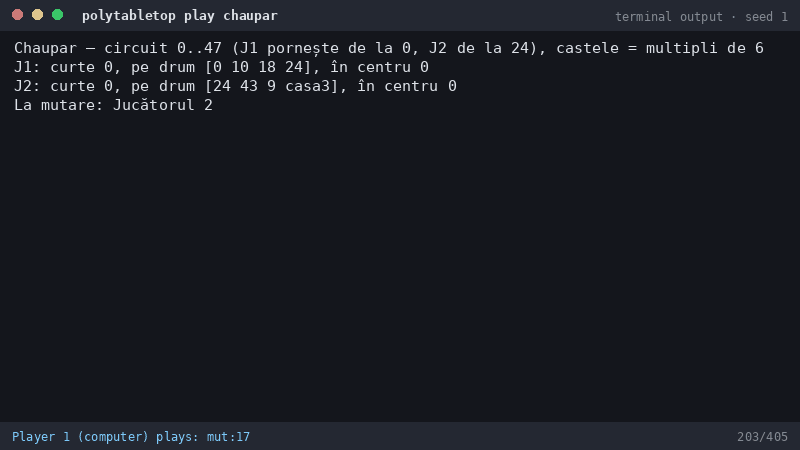 polytabletop play chaupar
terminal output · seed 1
Chaupar — circuit 0..47 (J1 pornește de la 0, J2 de la 24), castele = multipli de 6
J1: curte 0, pe drum [0 10 18 24], în centru 0
J2: curte 0, pe drum [24 43 9 casa3], în centru 0
La mutare: Jucătorul 2
Player 1 (computer) plays: mut:17
203/405